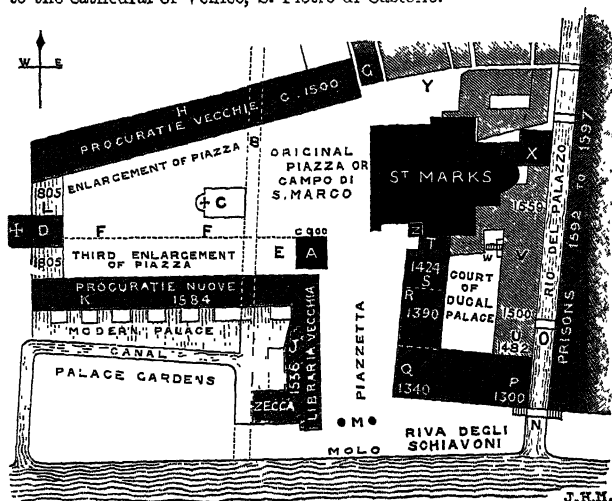 to the Cathedral of Venice, S. Pietro di Castello.
W E
G
Y
H
PROCURATIE VECCHIE C. 1500
B
ENLARGEMENT OF PIAZZA
ORIGINAL
PIAZZA OR
CAMPO DI
S. MARCO
ST MARKS
X
RIO-DEL-PALAZZO
1592 TO 1597
PRISONS
1805
L
C
D
F F
1805
THIRD ENLARGEMENT
OF PIAZZA
E
A
C 900
Z
T
1424
S
R
1390
W
V
1559
COURT
OF
DUCAL
PALACE
1500
U
1482
O
PROCURATIE NUOVE
K 1584
MODERN PALACE
CANAL
PALACE GARDENS
LIBRARIA VECCHIA
1536
ZECCA
PIAZZETTA
Q
1340
P
1300
N
M
MOLO
RIVA DEGLI
SCHIAVONI
J.H.M.